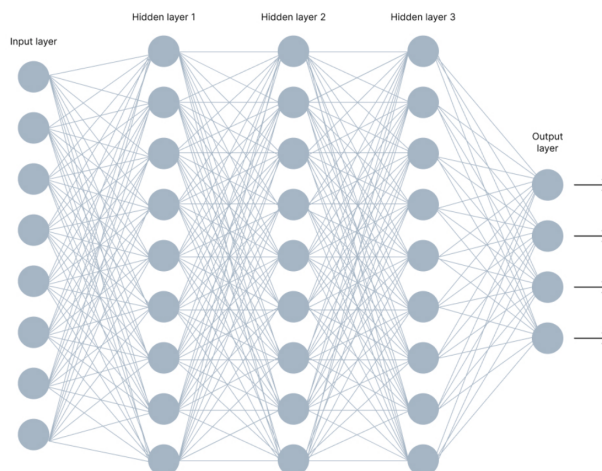 Hidden layer 1
Hidden layer 2
Hidden layer 3
Input layer
Output
layer